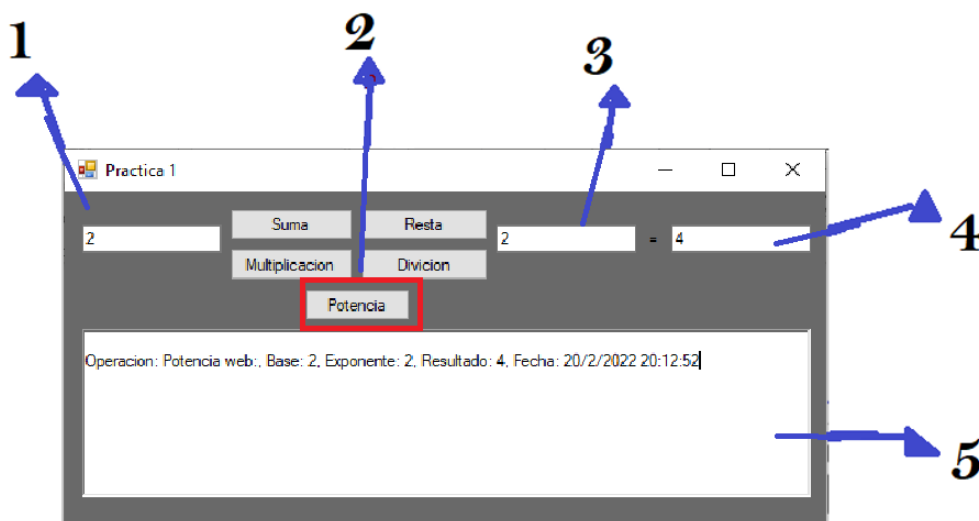 1
2
3
Practica 1
Suma Resta
2 2 = 4
4
Multiplicacion Divicion
Potencia
Operacion: Potencia web:, Base: 2, Exponente: 2, Resultado: 4, Fecha: 20/2/2022 20:12:52
5